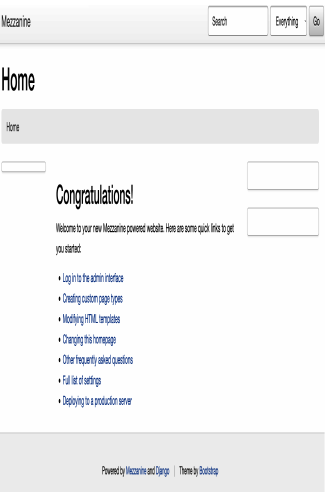 Mezzanine
Search
Everything
Go
Home
Home
Congratulations!
Welcome to your new Mezzanine powered website. Here are some quick links to get
you started:
Log in to the admin interface
Creating custom page types
Modifying HTML templates
Changing this homepage
Other frequently asked questions
Full list of settings
Deploying to a production server
Powered by Mezzanine and Django | Theme by Bootstrap